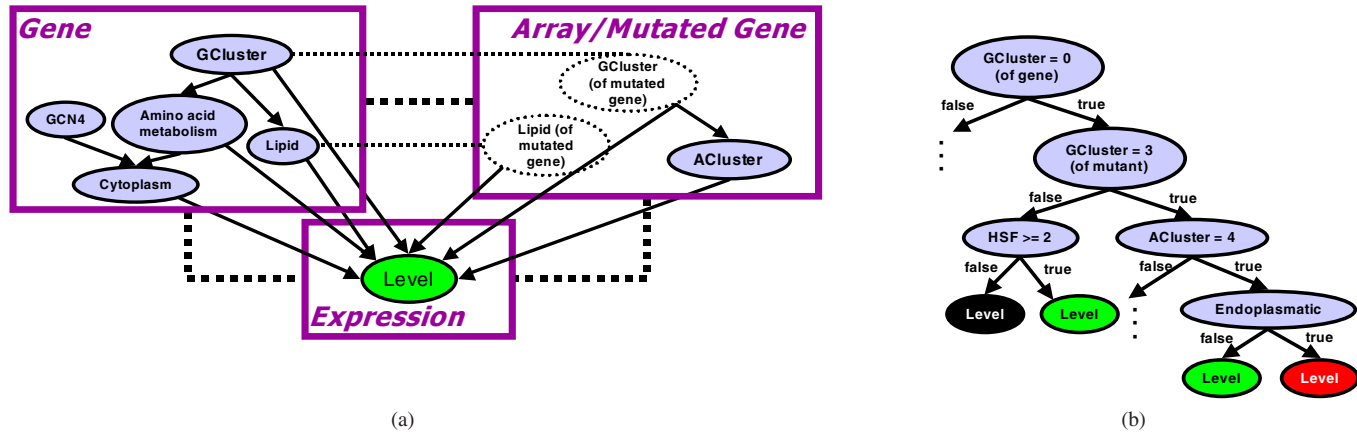 Gene
GCluster
GCN4
Amino acid
metabolism
Lipid
Cytoplasm
Array/Mutated Gene
GCluster
(of mutated
gene)
Lipid (of
mutated
gene)
ACluster
Level
Expression
(a)
GCluster = 0
(of gene)
false
true
GCluster = 3
(of mutant)
false
true
HSF >= 2
ACluster = 4
false
true
false
true
Level
Level
Endoplasmatic
false
true
Level
Level
(b)